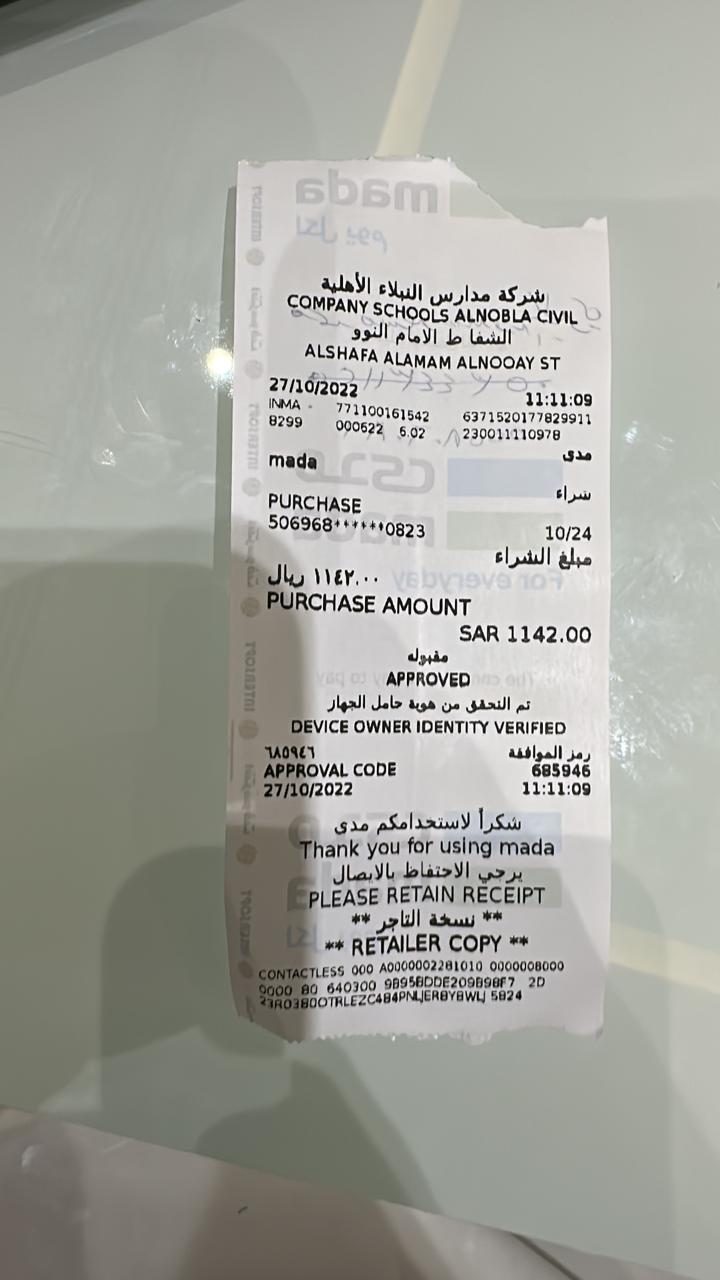 شركة مدارس النبلاء الأهلية
COMPANY SCHOOLS ALNOBLA CIVIL
الشفا ط الامام النوو
ALSHAFA ALAMAM ALNOOAY ST
27/10/2022 11:11:09
INMA - 771100161542 6371520177829911
8299 000622 6.02 230011110978
mada مدى
شراء
PURCHASE
506968******0823 10/24
مبلغ الشراء
١١٤٢.٠٠ ريال
PURCHASE AMOUNT
SAR 1142.00
مقبوله
APPROVED
تم التحقق من هوية حامل الجهاز
DEVICE OWNER IDENTITY VERIFIED
٦٨٥٩٤٦ رمز الموافقة
APPROVAL CODE 685946
27/10/2022 11:11:09
شكراً لاستخدامكم مدى
Thank you for using mada
يرجي الاحتفاظ بالايصال
PLEASE RETAIN RECEIPT
** نسخة التاجر **
** RETAILER COPY **
CONTACTLESS 000 A0000002281010 0000008000
0000 80 640300 9B95BDDE209B98F7 2D
5824